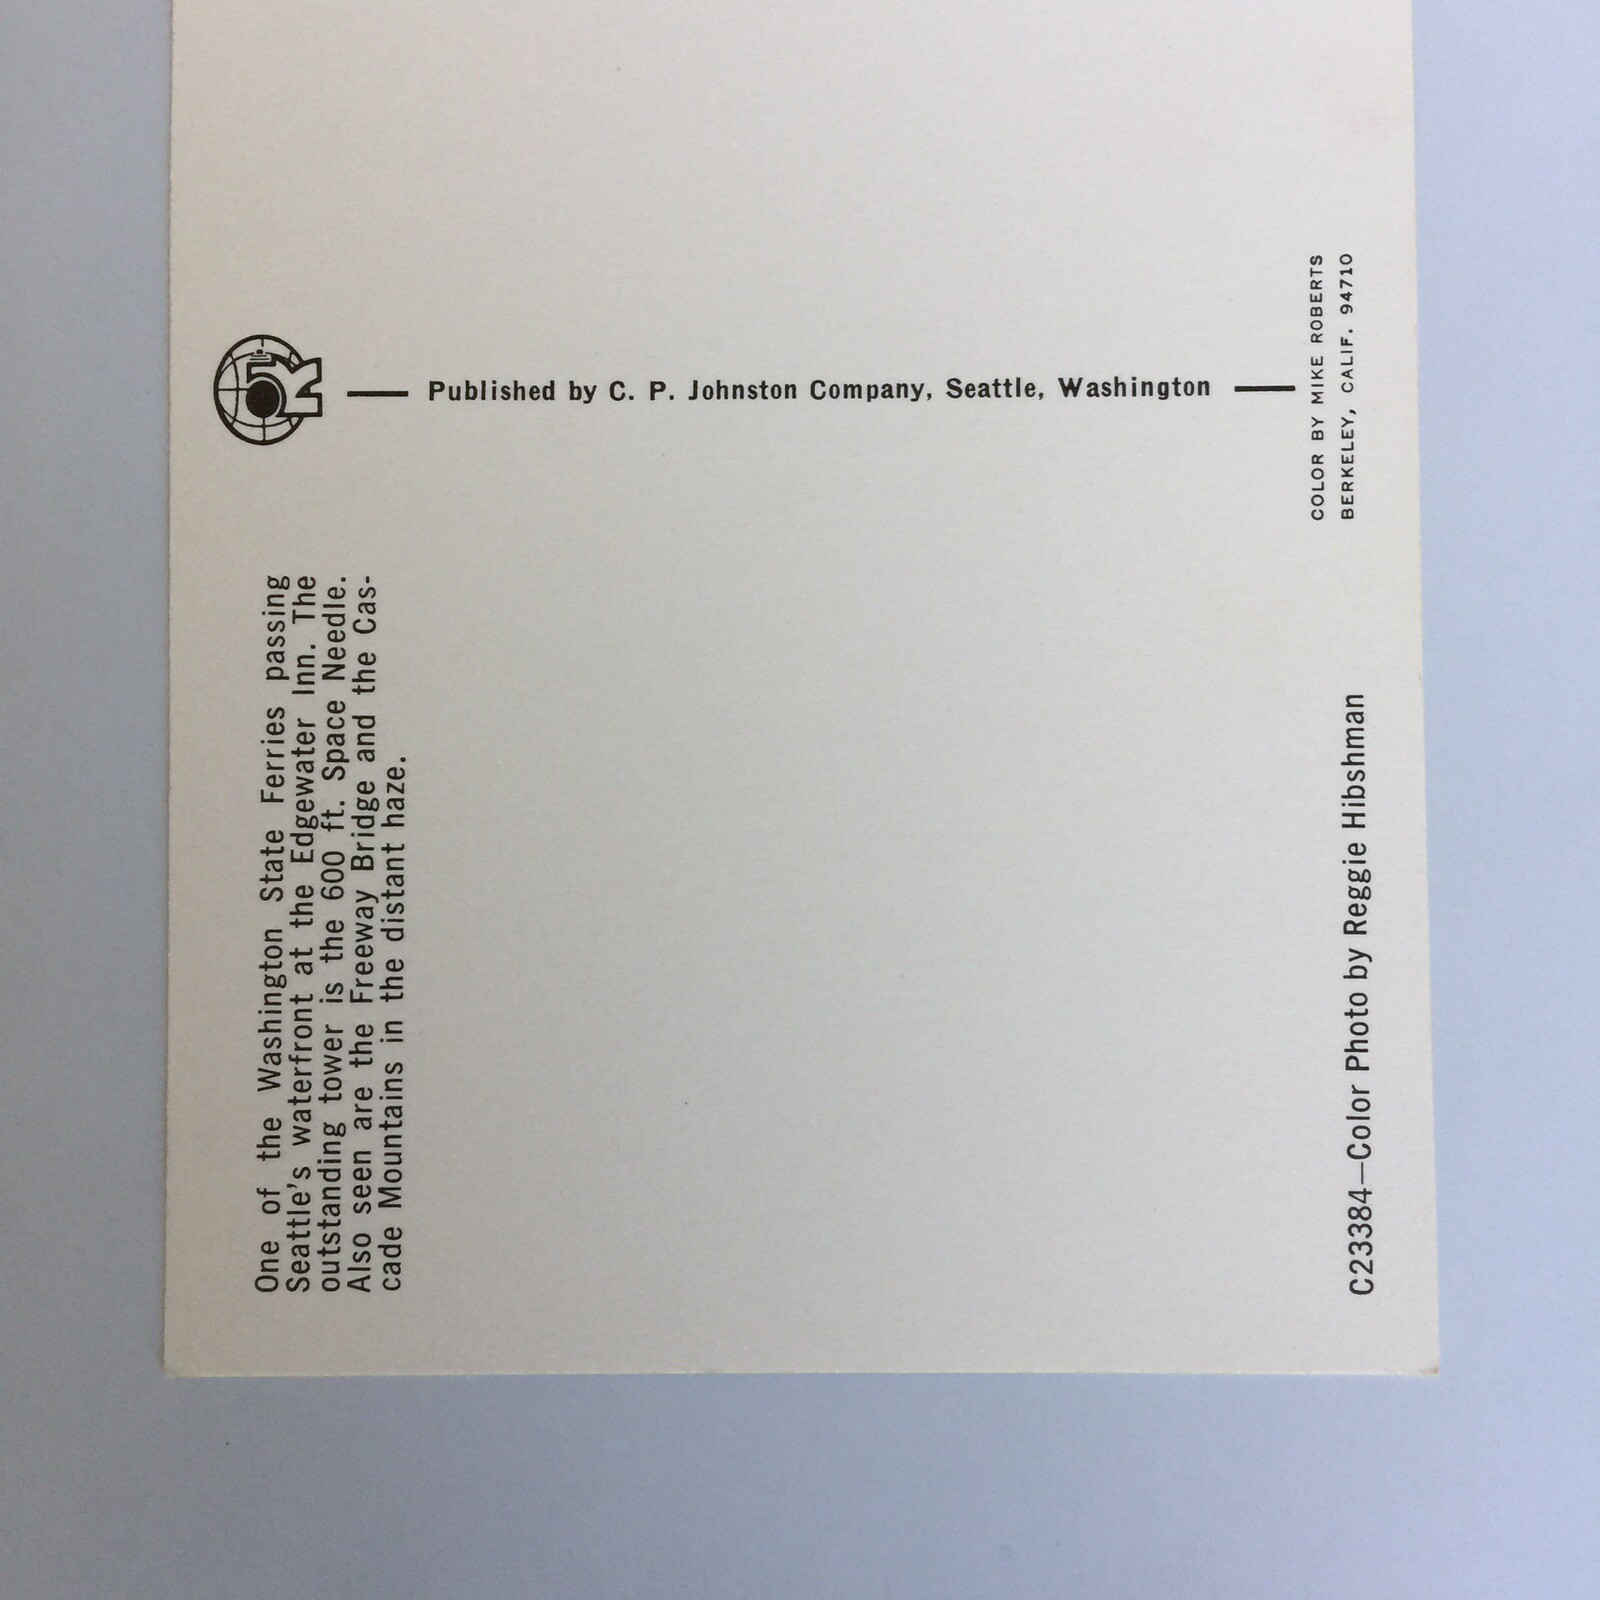 One of the Washington State Ferries passing
Seattle's waterfront at the Edgewater Inn. The
outstanding tower is the 600 ft. Space Needle.
Also seen are the Freeway Bridge and the Cas-
cade Mountains in the distant haze.
C23384—Color Photo by Reggie Hibshman
Published by C. P. Johnston Company, Seattle, Washington
COLOR BY MIKE ROBERTS
BERKELEY, CALIF. 94710